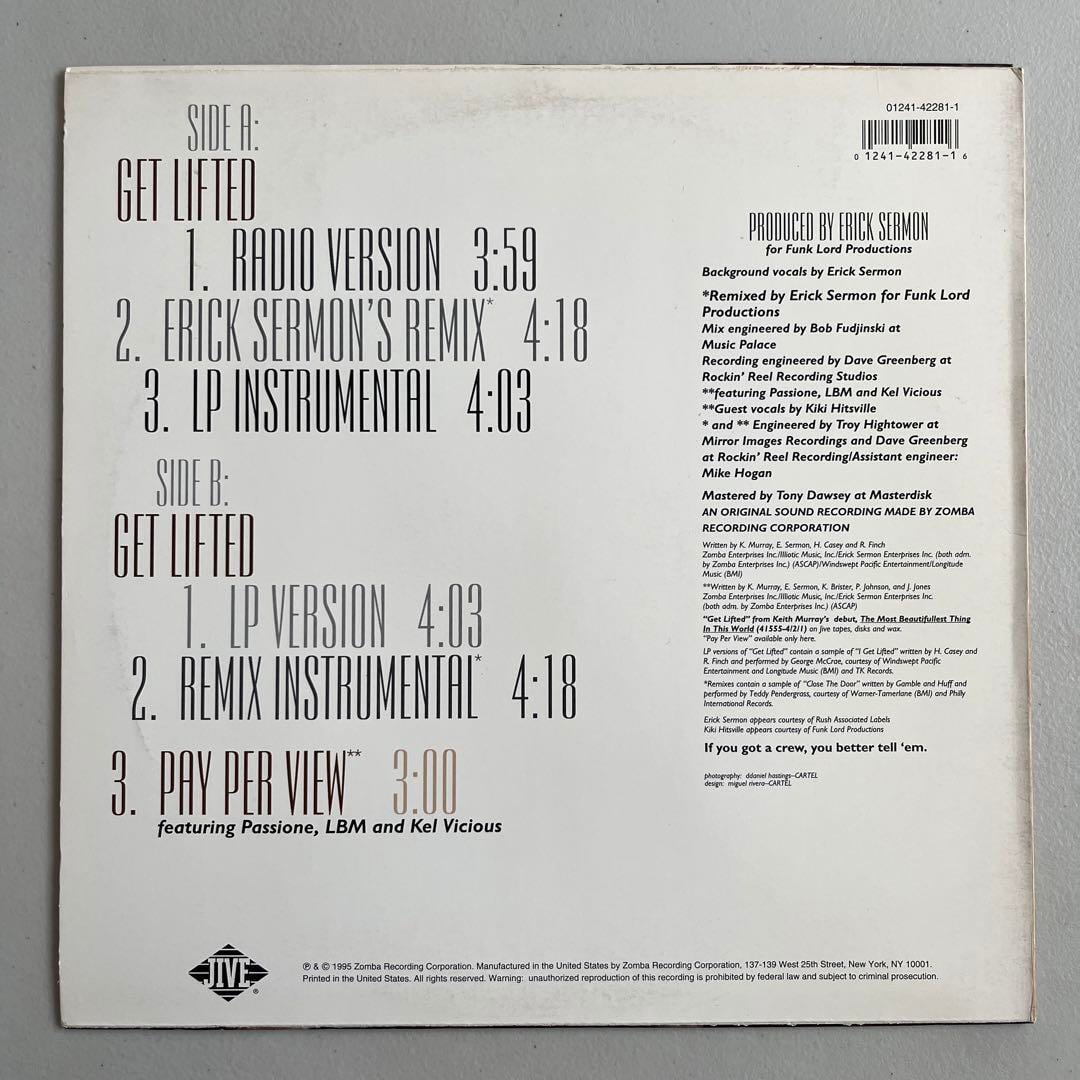 SIDE A:
GET LIFTED
1. RADIO VERSION 3:59
2. ERICK SERMON'S REMIX* 4:18
3. LP INSTRUMENTAL 4:03
SIDE B:
GET LIFTED
1. LP VERSION 4:03
2. REMIX INSTRUMENTAL* 4:18
3. PAY PER VIEW** 3:00
featuring Passione, LBM and Kel Vicious
01241-42281-1
0 1241-42281-1 6
PRODUCED BY ERICK SERMON
for Funk Lord Productions
Background vocals by Erick Sermon
*Remixed by Erick Sermon for Funk Lord
Productions
Mix engineered by Bob Fudjinski at
Music Palace
Recording engineered by Dave Greenberg at
Rockin' Reel Recording Studios
**featuring Passione, LBM and Kel Vicious
**Guest vocals by Kiki Hitsville
* and ** Engineered by Troy Hightower at
Mirror Images Recordings and Dave Greenberg
at Rockin' Reel Recording/Assistant engineer:
Mike Hogan
Mastered by Tony Dawsey at Masterdisk
AN ORIGINAL SOUND RECORDING MADE BY ZOMBA
RECORDING CORPORATION
Written by K. Murray, E. Sermon, H. Casey and R. Finch
Zomba Enterprises Inc./Illiotic Music, Inc./Erick Sermon Enterprises Inc. (both adm.
by Zomba Enterprises Inc.) (ASCAP)/Windswept Pacific Entertainment/Longitude
Music (BMI)
**Written by K. Murray, E. Sermon, K. Brister, P. Johnson, and J. Jones
Zomba Enterprises Inc./Illiotic Music, Inc./Erick Sermon Enterprises Inc.
(both adm. by Zomba Enterprises Inc.) (ASCAP)
"Get Lifted" from Keith Murray's debut, The Most Beautifullest Thing
In This World (41555-4/2/1) on Jive tapes, disks and wax.
"Pay Per View" available only here.
LP versions of "Get Lifted" contain a sample of "I Get Lifted" written by H. Casey and
R. Finch and performed by George McCrae, courtesy of Windswept Pacific
Entertainment and Longitude Music (BMI) and TK Records.
*Remixes contain a sample of "Close The Door" written by Gamble and Huff and
performed by Teddy Pendergrass, courtesy of Warner-Tamerlane (BMI) and Philly
International Records.
Erick Sermon appears courtesy of Rush Associated Labels
Kiki Hitsville appears courtesy of Funk Lord Productions
If you got a crew, you better tell 'em.
photography: ddaniel hastings–CARTEL
design: miguel rivera–CARTEL
JIVE®
℗ & © 1995 Zomba Recording Corporation. Manufactured in the United States by Zomba Recording Corporation, 137-139 West 25th Street, New York, NY 10001.
Printed in the United States. All rights reserved. Warning: unauthorized reproduction of this recording is prohibited by federal law and subject to criminal prosecution.